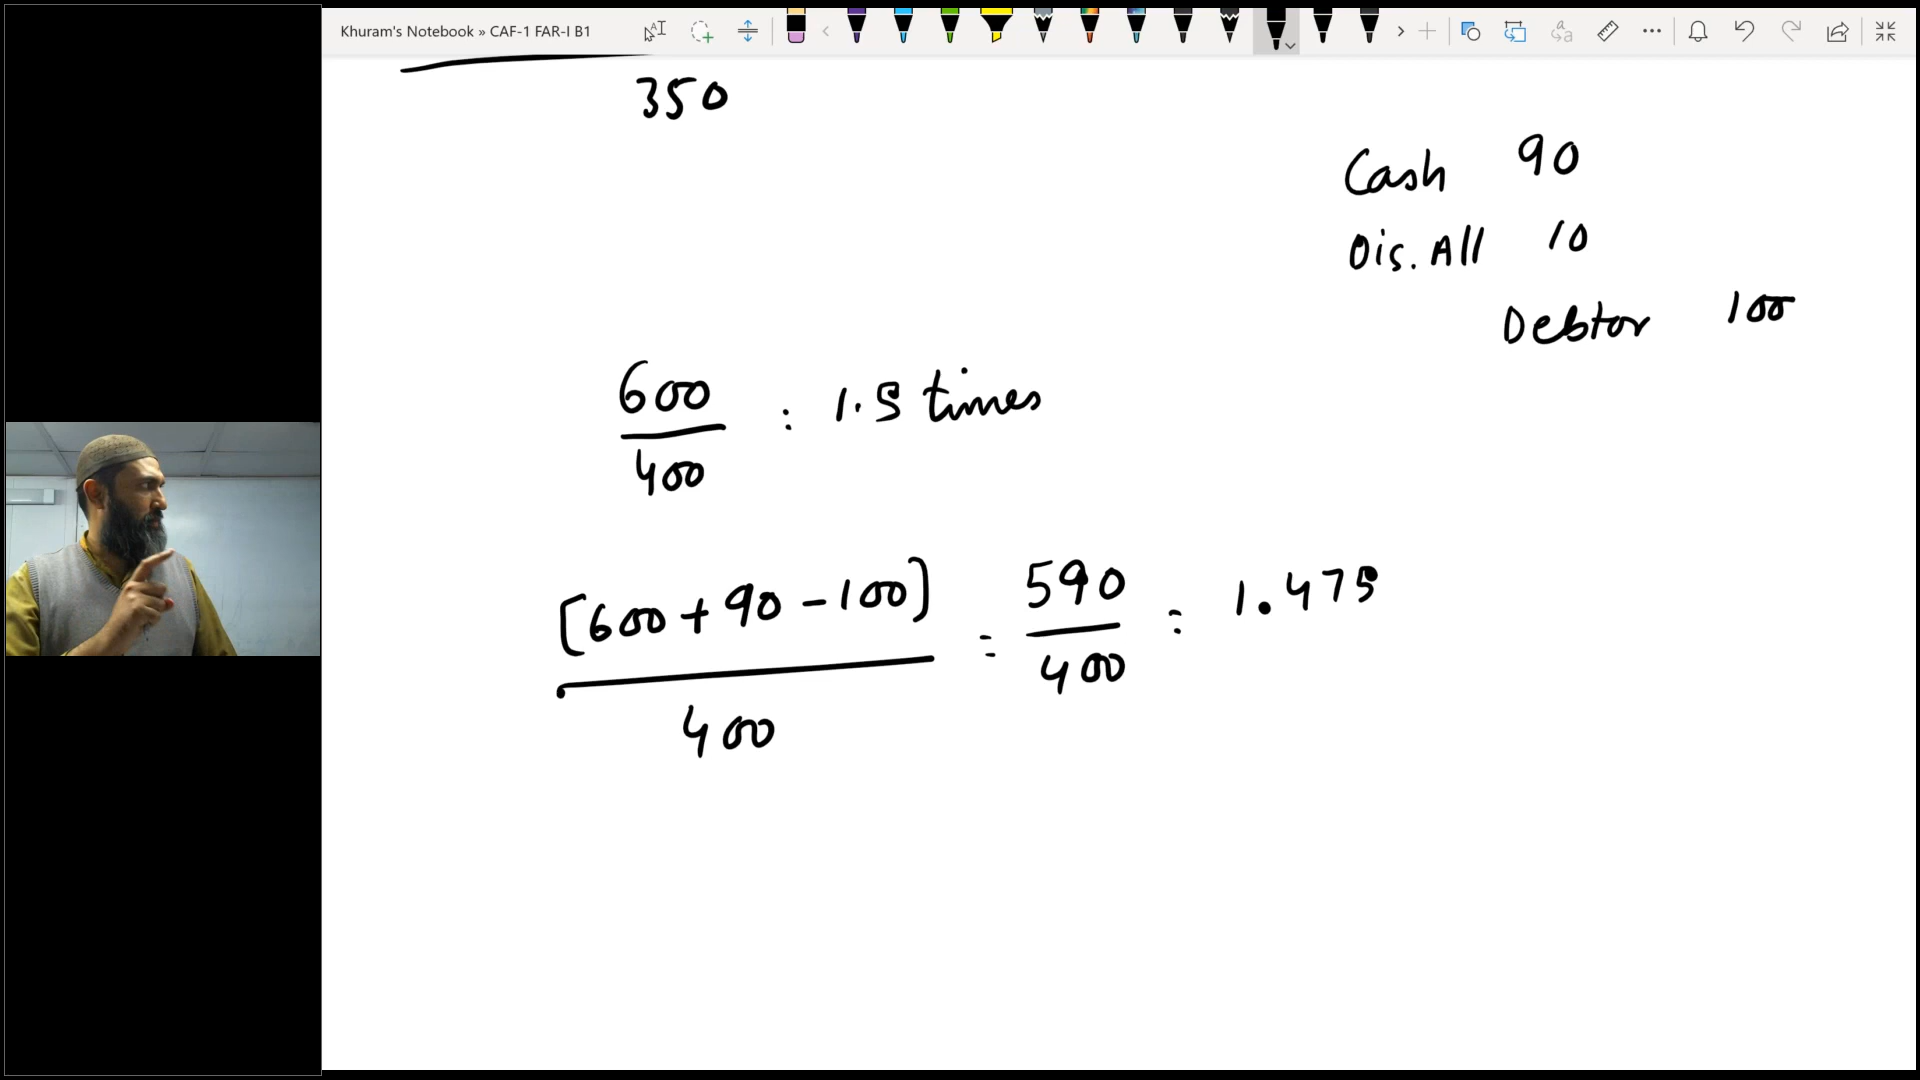 Khuram's Notebook » CAF-1 FAR-I B1
350
Cash 90
Dis. All 10
Debtor 100
600
400
: 1.5 times
[600 + 90 - 100]
400
= 590
400
= 1.475